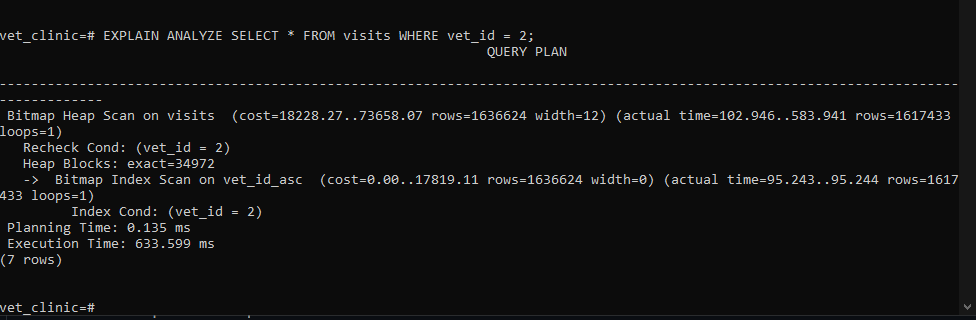 vet_clinic=# EXPLAIN ANALYZE SELECT * FROM visits WHERE vet_id = 2;
QUERY PLAN
------------------------------------------------------------------------------------------------------------------------
-------------
Bitmap Heap Scan on visits  (cost=18228.27..73658.07 rows=1636624 width=12) (actual time=102.946..583.941 rows=1617433
loops=1)
Recheck Cond: (vet_id = 2)
Heap Blocks: exact=34972
->  Bitmap Index Scan on vet_id_asc  (cost=0.00..17819.11 rows=1636624 width=0) (actual time=95.243..95.244 rows=1617
433 loops=1)
Index Cond: (vet_id = 2)
Planning Time: 0.135 ms
Execution Time: 633.599 ms
(7 rows)
vet_clinic=#